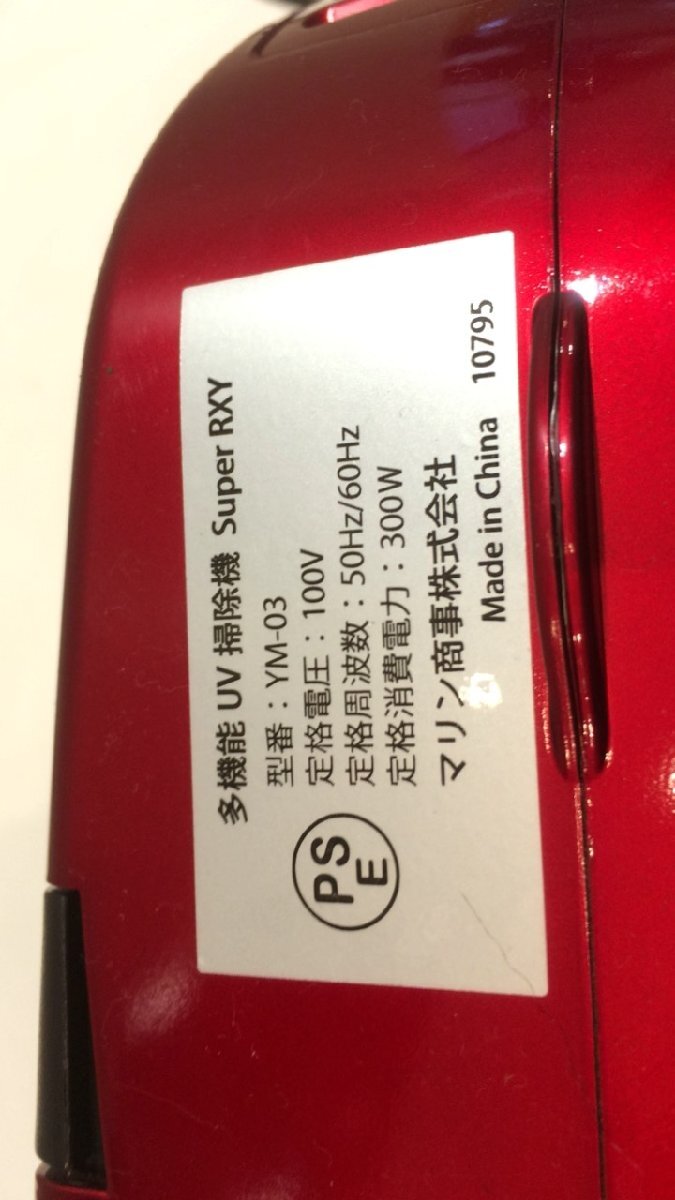 多機能 UV 掃除機 Super RXY
型番：YM-03
定格電圧：100V
定格周波数：50Hz/60Hz
定格消費電力：300W
マリン商事株式会社
Made in China 10795
PS
E